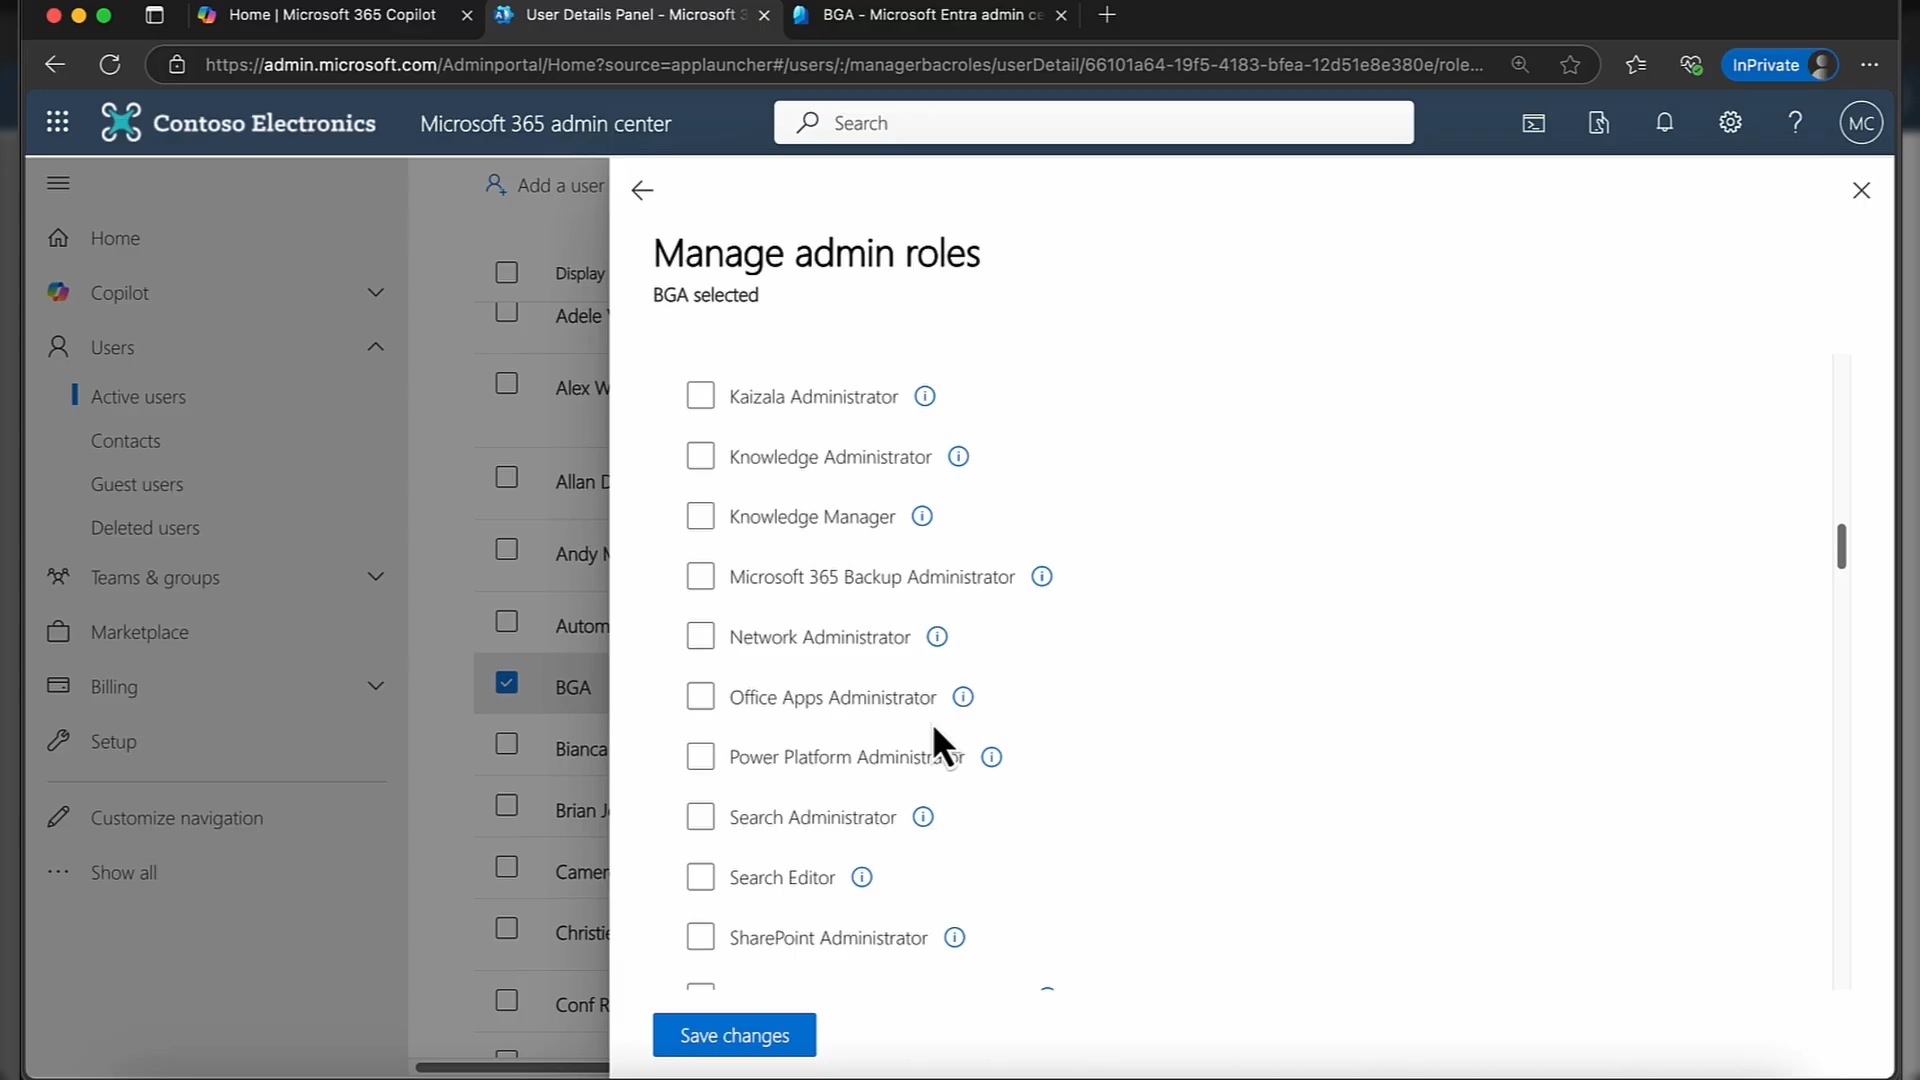 Home | Microsoft 365 Copilot
User Details Panel - Microsoft 3
BGA - Microsoft Entra admin ce
https://admin.microsoft.com/Adminportal/Home?source=applauncher#/users/:/managerbacroles/userDetail/66101a64-19f5-4183-bfea-12d51e8e380e/role...
InPrivate
Contoso Electronics
Microsoft 365 admin center
Search
MC
Home
Copilot
Users
Active users
Contacts
Guest users
Deleted users
Teams & groups
Marketplace
Billing
Setup
Customize navigation
Show all
Add a user
Display
Adele
Alex W
Allan D
Andy M
Autom
BGA
Bianca
Brian J
Camer
Christie
Conf R
Manage admin roles
BGA selected
Kaizala Administrator
Knowledge Administrator
Knowledge Manager
Microsoft 365 Backup Administrator
Network Administrator
Office Apps Administrator
Power Platform Administrator
Search Administrator
Search Editor
SharePoint Administrator
Save changes